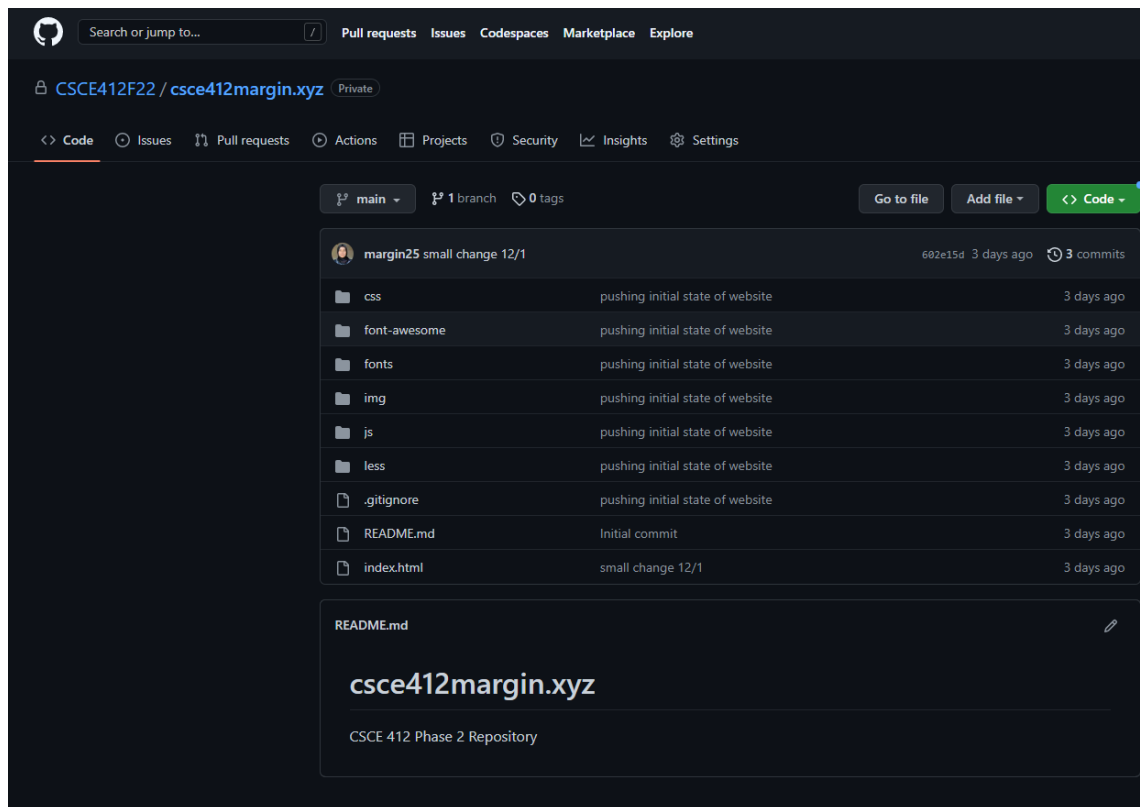 Search or jump to... /
Pull requests Issues Codespaces Marketplace Explore
CSCE412F22 / csce412margin.xyz Private
<> Code Issues Pull requests Actions Projects Security Insights Settings
main 1 branch 0 tags Go to file Add file <> Code
margin25 small change 12/1 602e15d 3 days ago 3 commits
css pushing initial state of website 3 days ago
font-awesome pushing initial state of website 3 days ago
fonts pushing initial state of website 3 days ago
img pushing initial state of website 3 days ago
js pushing initial state of website 3 days ago
less pushing initial state of website 3 days ago
.gitignore pushing initial state of website 3 days ago
README.md Initial commit 3 days ago
index.html small change 12/1 3 days ago
README.md
csce412margin.xyz
CSCE 412 Phase 2 Repository